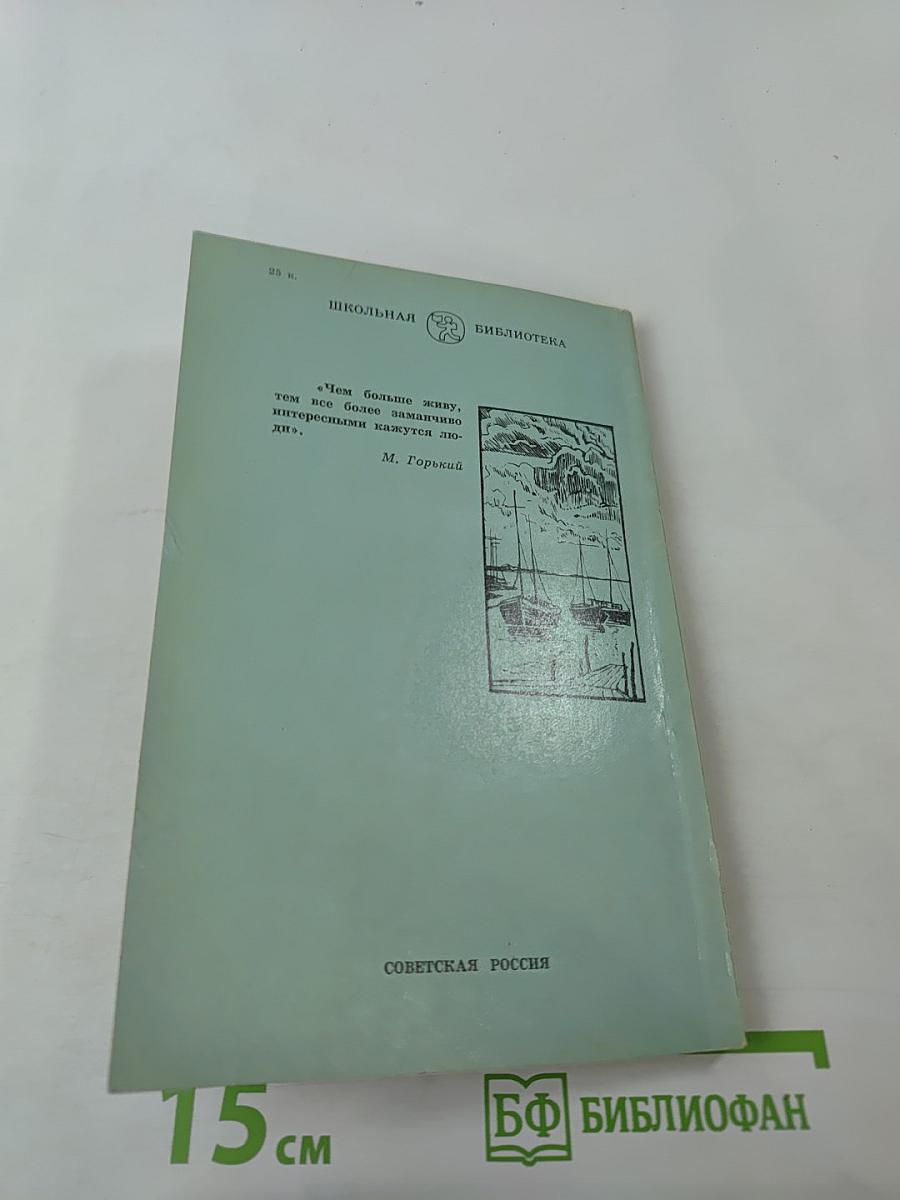 25 к.
ШКОЛЬНАЯ БИБЛИОТЕКА
«Чем больше живу,
тем все более заманчиво
интересными кажутся лю-
ди».
М. Горький
СОВЕТСКАЯ РОССИЯ
15 см
БФ БИБЛИОФАН